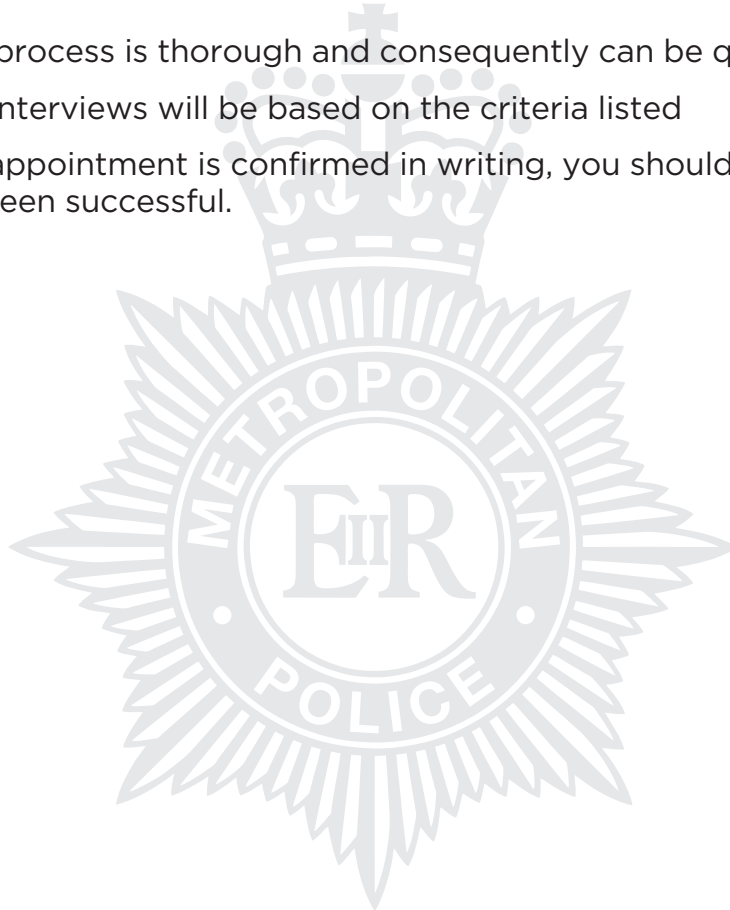 process is thorough and consequently can be q
nterviews will be based on the criteria listed
appointment is confirmed in writing, you should
een successful.
METROPOLITAN
EIIR
POLICE